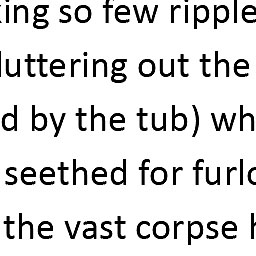 king so few ripple
luttering out the
d by the tub) wh
seethed for furlo
the vast corpse h